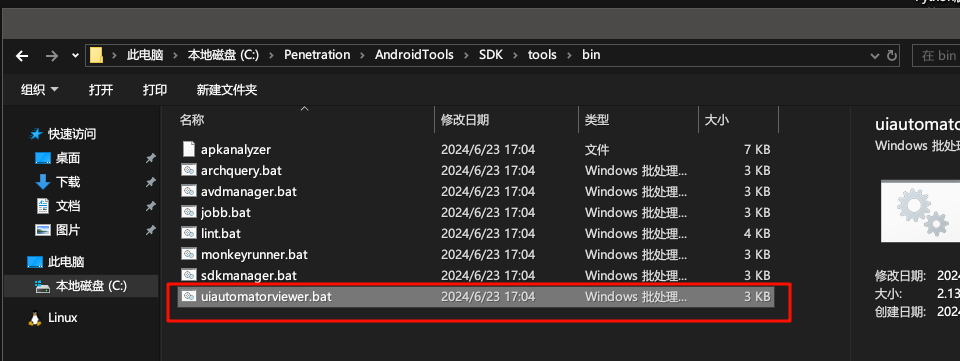 此电脑 本地磁盘 (C:) Penetration AndroidTools SDK tools bin 在 bin
组织 打开 打印 新建文件夹
名称 修改日期 类型 大小
快速访问
桌面
下载
文档
图片
此电脑
本地磁盘 (C:)
Linux
apkanalyzer 2024/6/23 17:04 文件 7 KB
archquery.bat 2024/6/23 17:04 Windows 批处理... 3 KB
avdmanager.bat 2024/6/23 17:04 Windows 批处理... 3 KB
jobb.bat 2024/6/23 17:04 Windows 批处理... 3 KB
lint.bat 2024/6/23 17:04 Windows 批处理... 4 KB
monkeyrunner.bat 2024/6/23 17:04 Windows 批处理... 3 KB
sdkmanager.bat 2024/6/23 17:04 Windows 批处理... 3 KB
uiautomatorviewer.bat 2024/6/23 17:04 Windows 批处理... 3 KB
uiautomato
Windows 批处
修改日期: 2024
大小: 2.13
创建日期: 2024